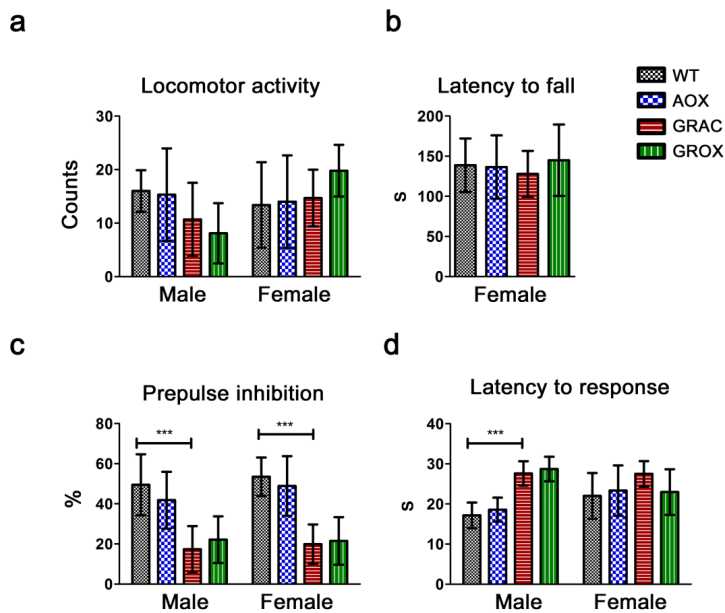 a
Locomotor activity
Counts
30
20
10
0
Male Female
b
Latency to fall
s
200
150
100
50
0
Female
WT
AOX
GRAC
GROX
c
Prepulse inhibition
%
80
60
40
20
0
***
***
Male Female
d
Latency to response
s
40
30
20
10
0
***
Male Female